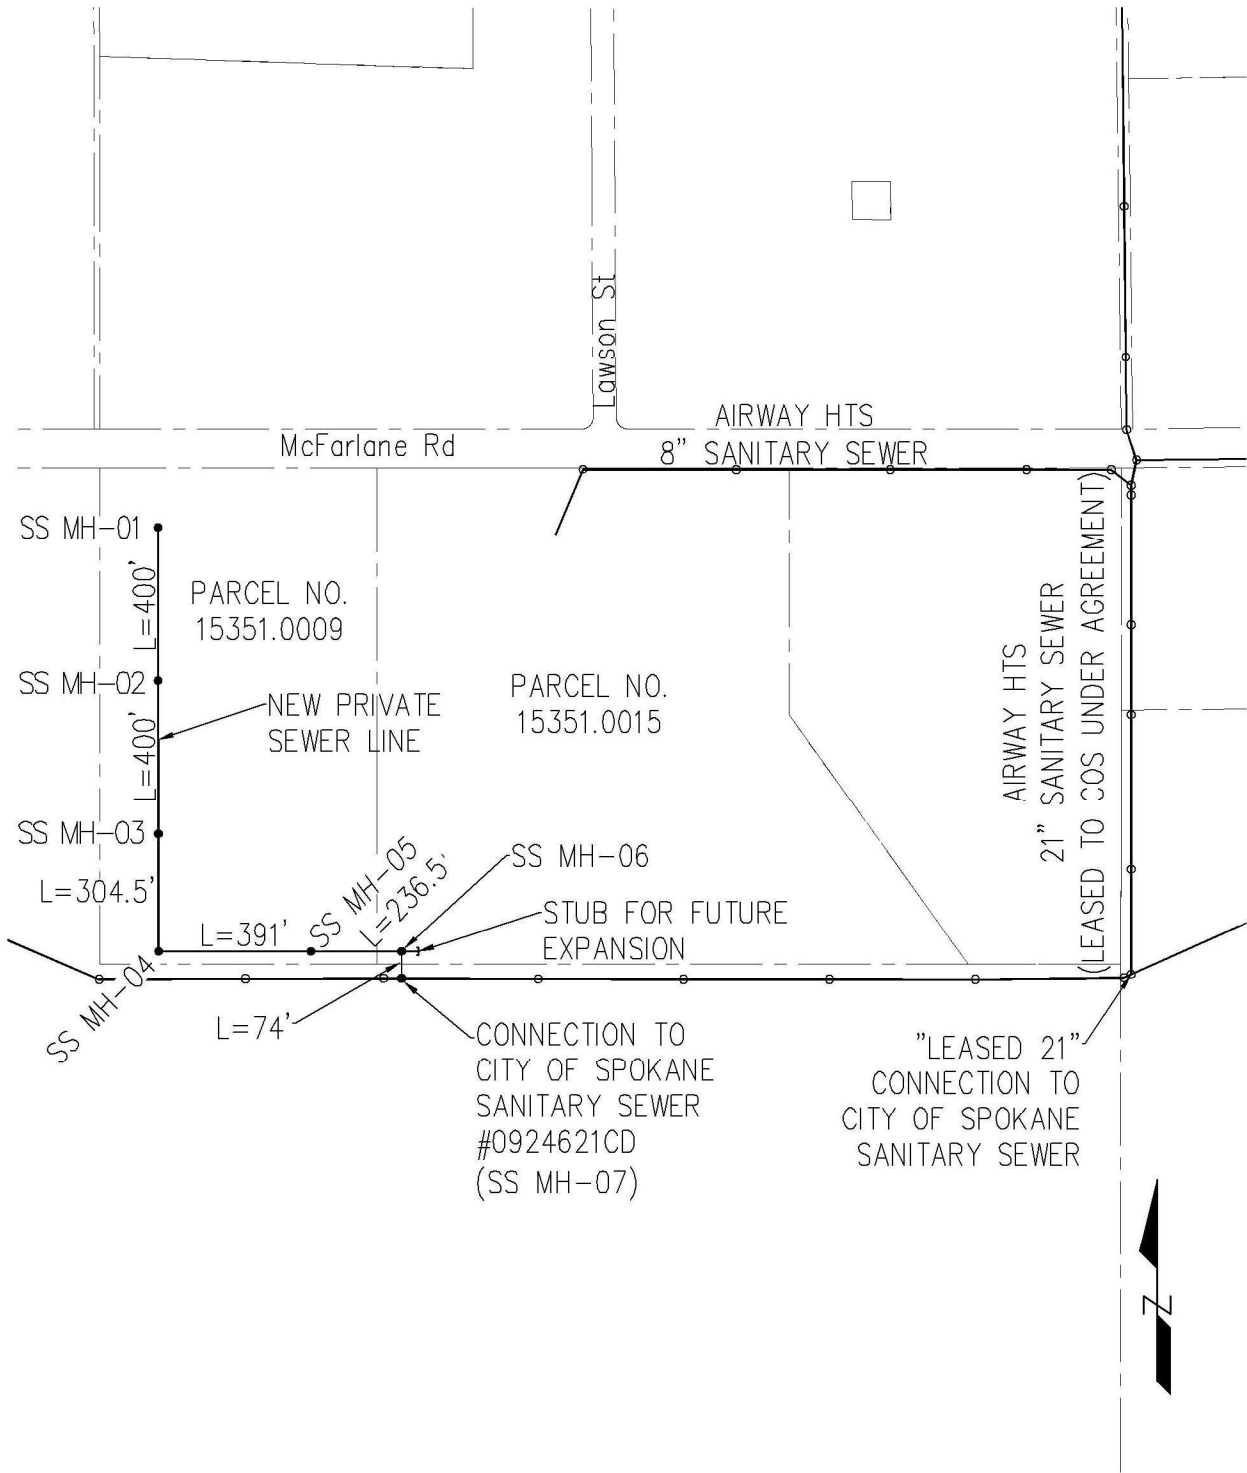 Lawson St
AIRWAY HTS
8" SANITARY SEWER
McFarlane Rd
SS MH-01
L=400'
PARCEL NO.
15351.0009
SS MH-02
NEW PRIVATE
SEWER LINE
L=400'
PARCEL NO.
15351.0015
AIRWAY HTS
21" SANITARY SEWER
(LEASED TO COS UNDER AGREEMENT)
SS MH-03
L=304.5'
L=391'
SS MH-05
L=236.5'
SS MH-06
STUB FOR FUTURE
EXPANSION
SS MH-04
L=74'
CONNECTION TO
CITY OF SPOKANE
SANITARY SEWER
#0924621CD
(SS MH-07)
"LEASED 21"
CONNECTION TO
CITY OF SPOKANE
SANITARY SEWER
N